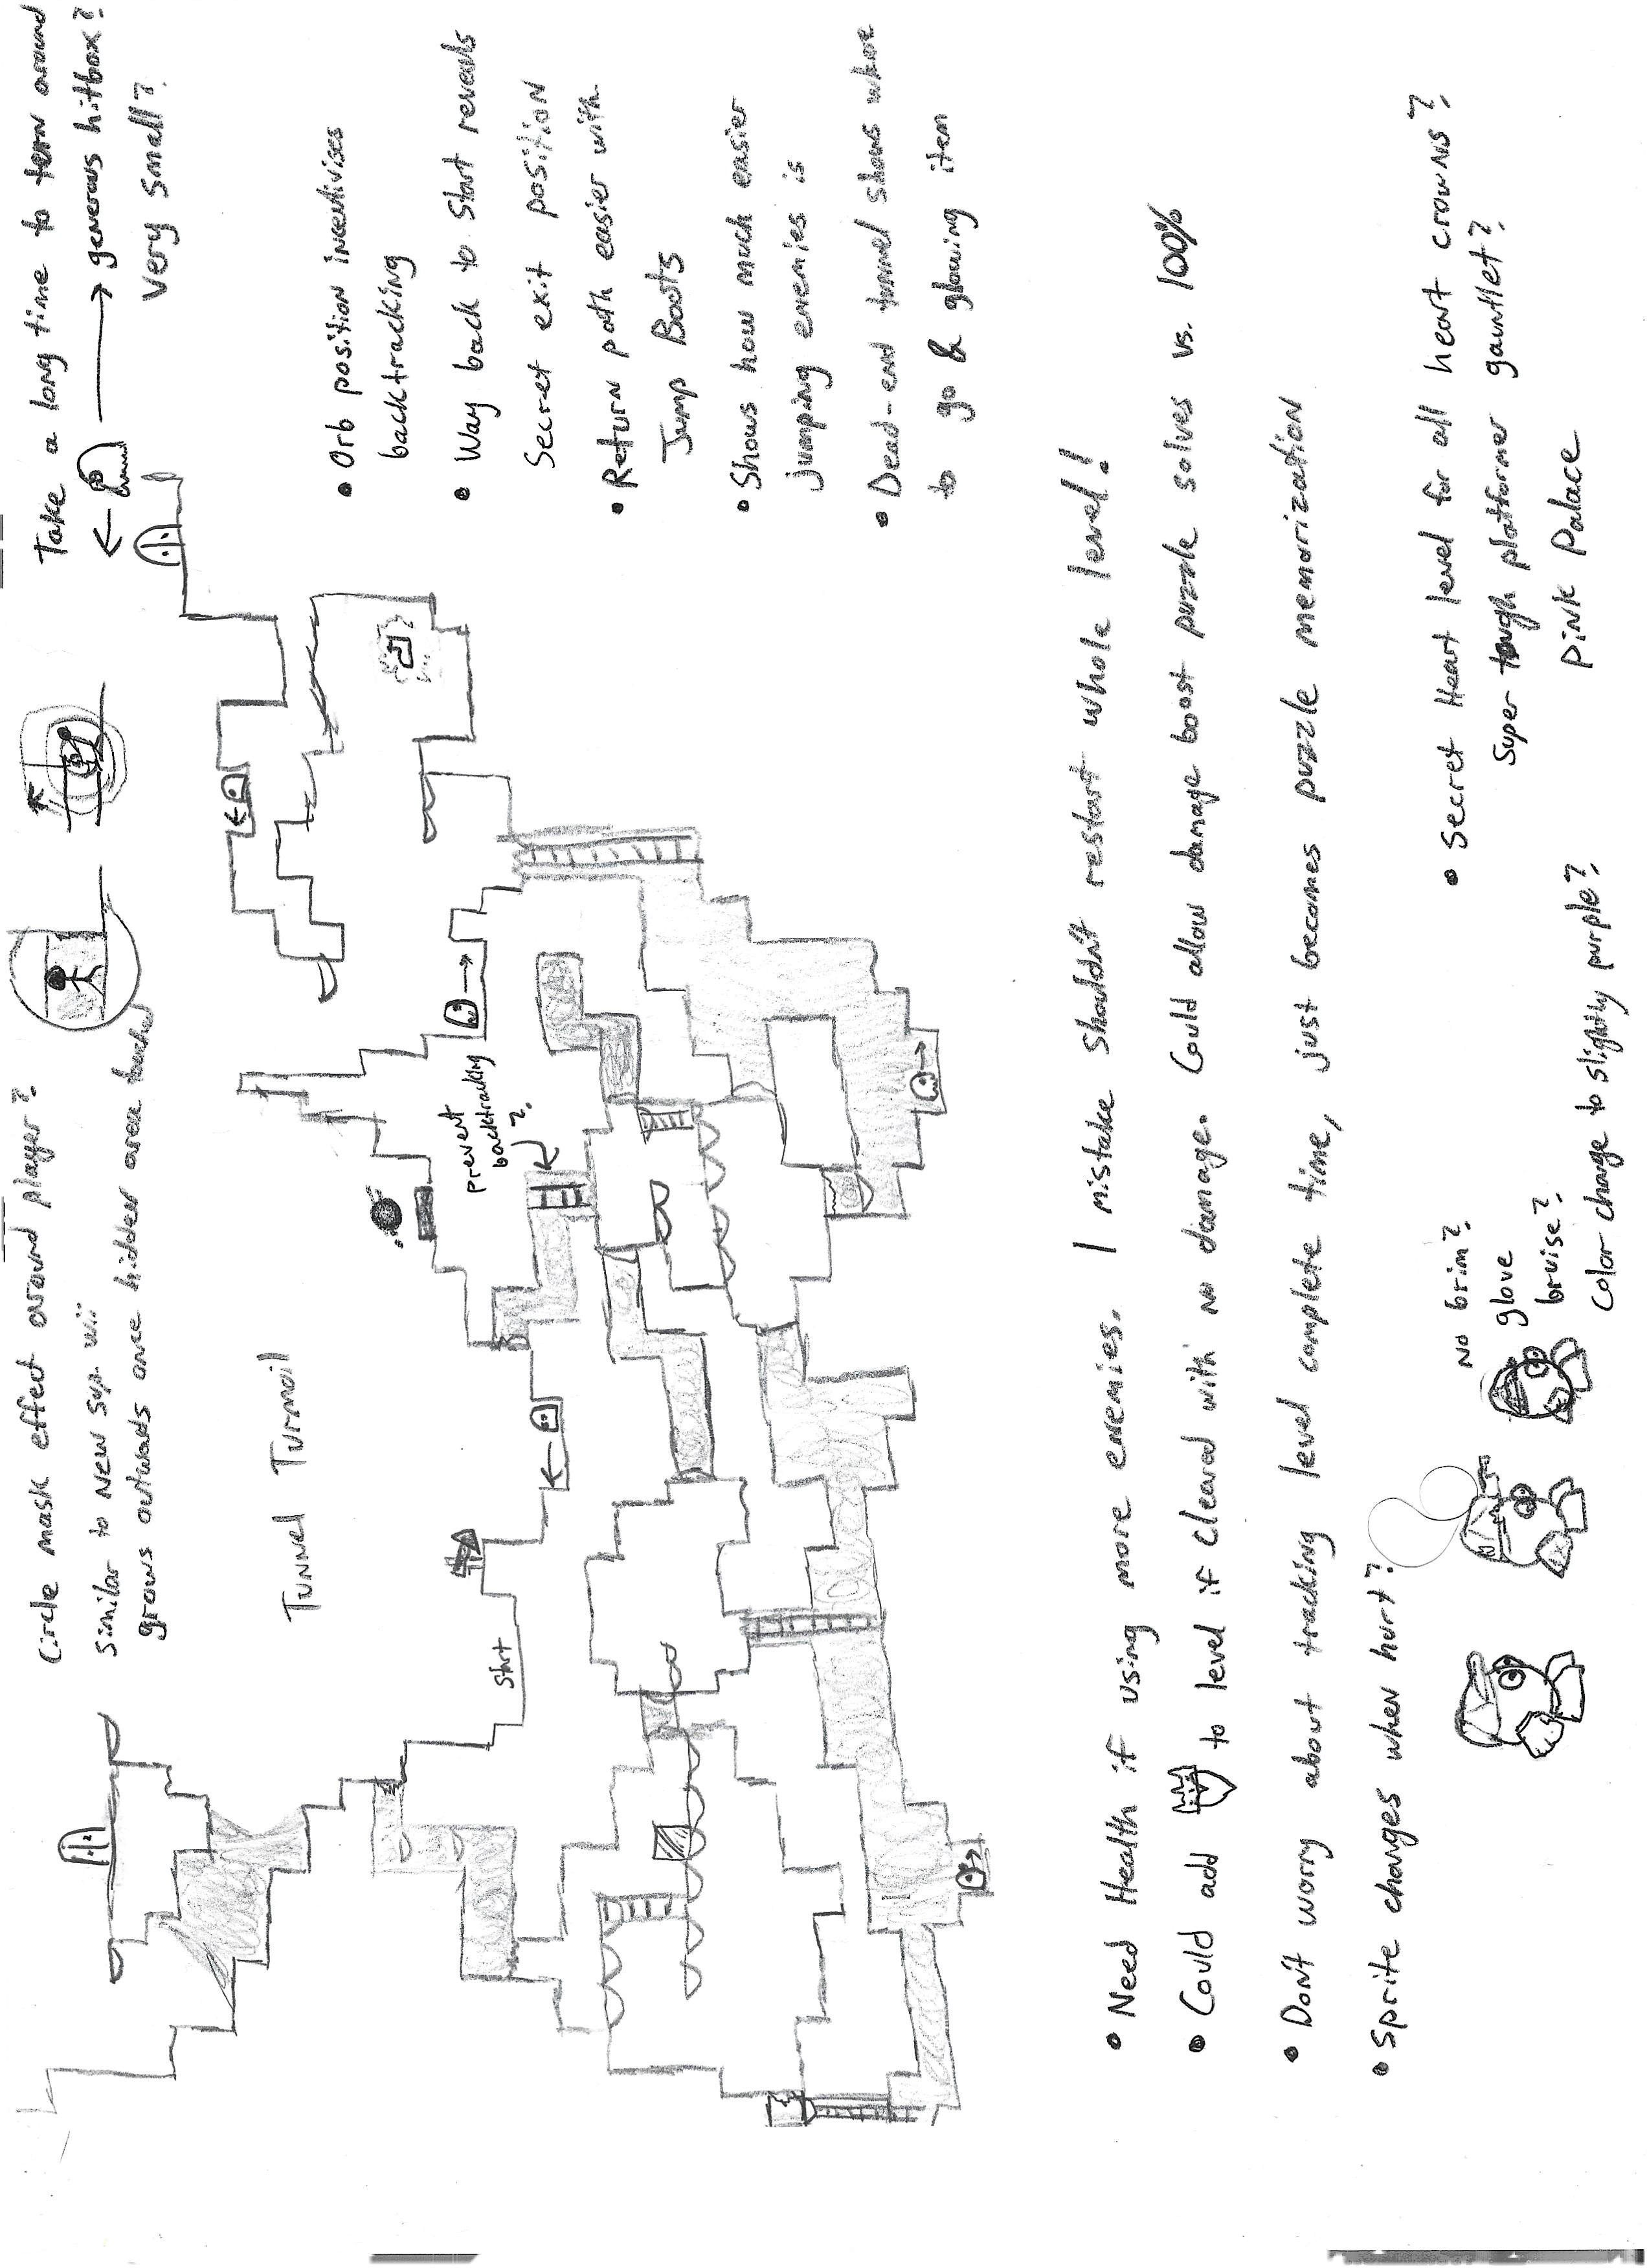 Circle mask effect around player?
Similar to New Sup. Wii
grows outwards once hidden area touched
Take a long time to turn around
generous hitbox?
Very small?
Tunnel Turmoil
Start
prevent
backtracking
?
• Orb position incentivises
backtracking
• Way back to start reveals
Secret exit position
• Return path easier with
Jump Boots
• Shows how much easier
jumping enemies is
• Dead-end tunnel shows where
to go & glowing item
• Need Health if using more enemies. 1 mistake shouldn't restart whole level!
• Could add to level if cleared with no damage. Could allow damage boost puzzle solves vs. 100%
• Don't worry about tracking level complete time, just becomes puzzle memorization
• Sprite changes when hurt?
No brim?
glove
bruise?
Color change to slightly purple?
• Secret Heart level for all heart crowns?
Super tough platformer gauntlet?
Pink Palace